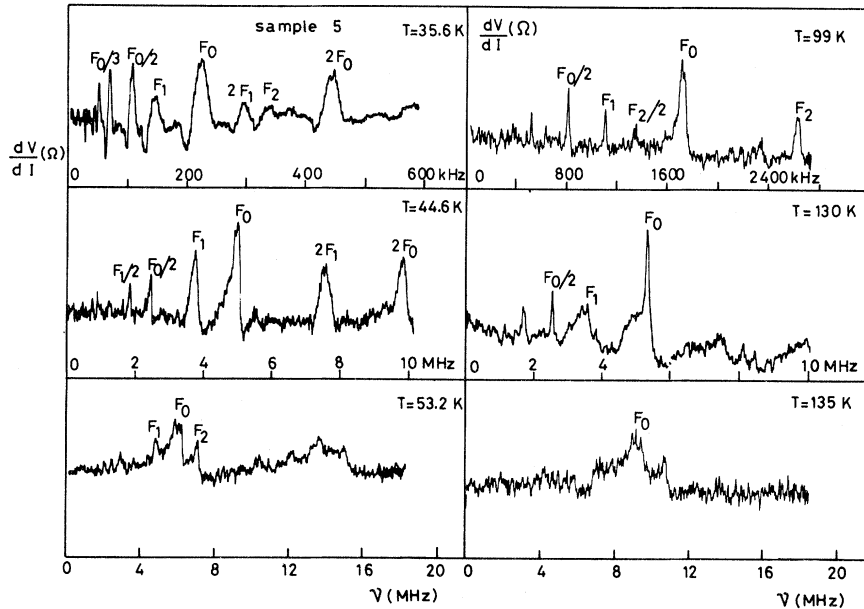 sample 5
T=35.6 K
F₀/3
F₀/2
F₁
F₀
2F₁
F₂
2F₀
dV/dI (Ω)
0 200 400 600 kHz
dV/dI (Ω)
T=99 K
F₀/2
F₁
F₂/2
F₀
F₂
0 800 1600 2400 kHz
T=44.6 K
F₁/2
F₀/2
F₁
F₀
2F₁
2F₀
0 2 4 6 8 10 MHz
T=130 K
F₀/2
F₁
F₀
0 2 4 10 MHz
T=53.2 K
F₁
F₀
F₂
0 4 8 12 16 20
ν (MHz)
T=135 K
F₀
0 4 8 12 16 20
ν (MHz)